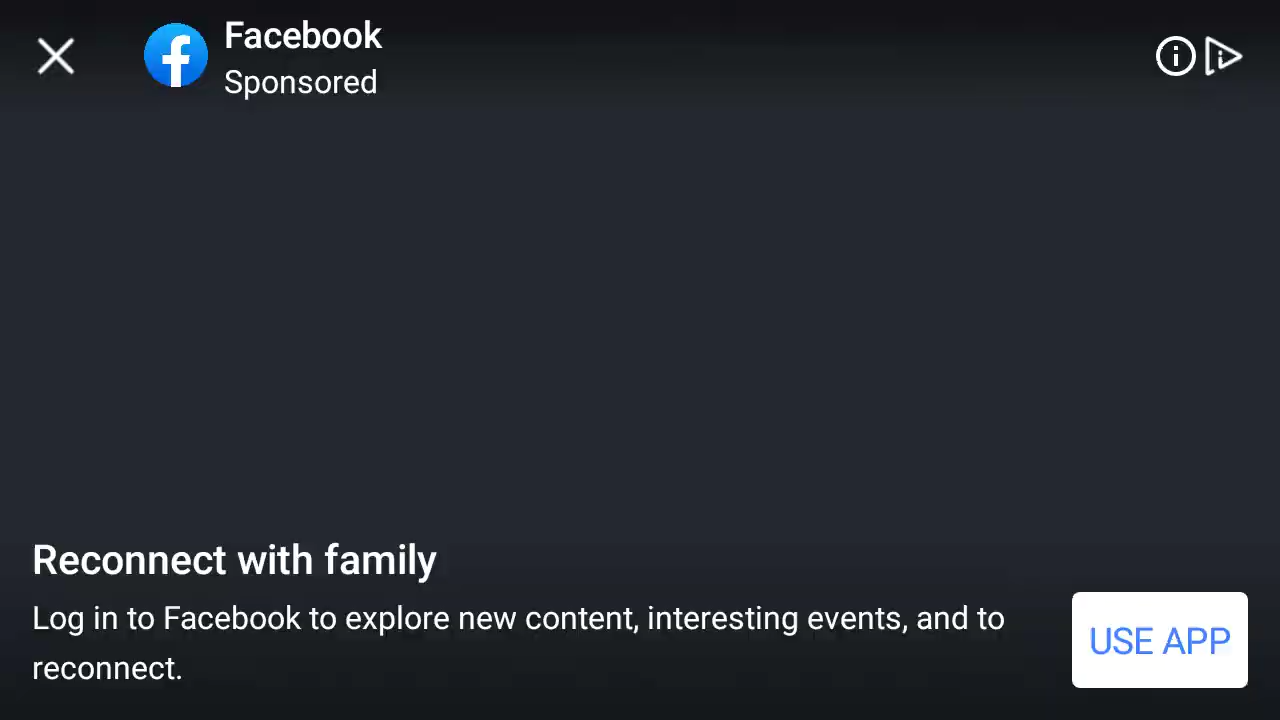 Facebook
Sponsored
Reconnect with family
Log in to Facebook to explore new content, interesting events, and to
reconnect.
USE APP